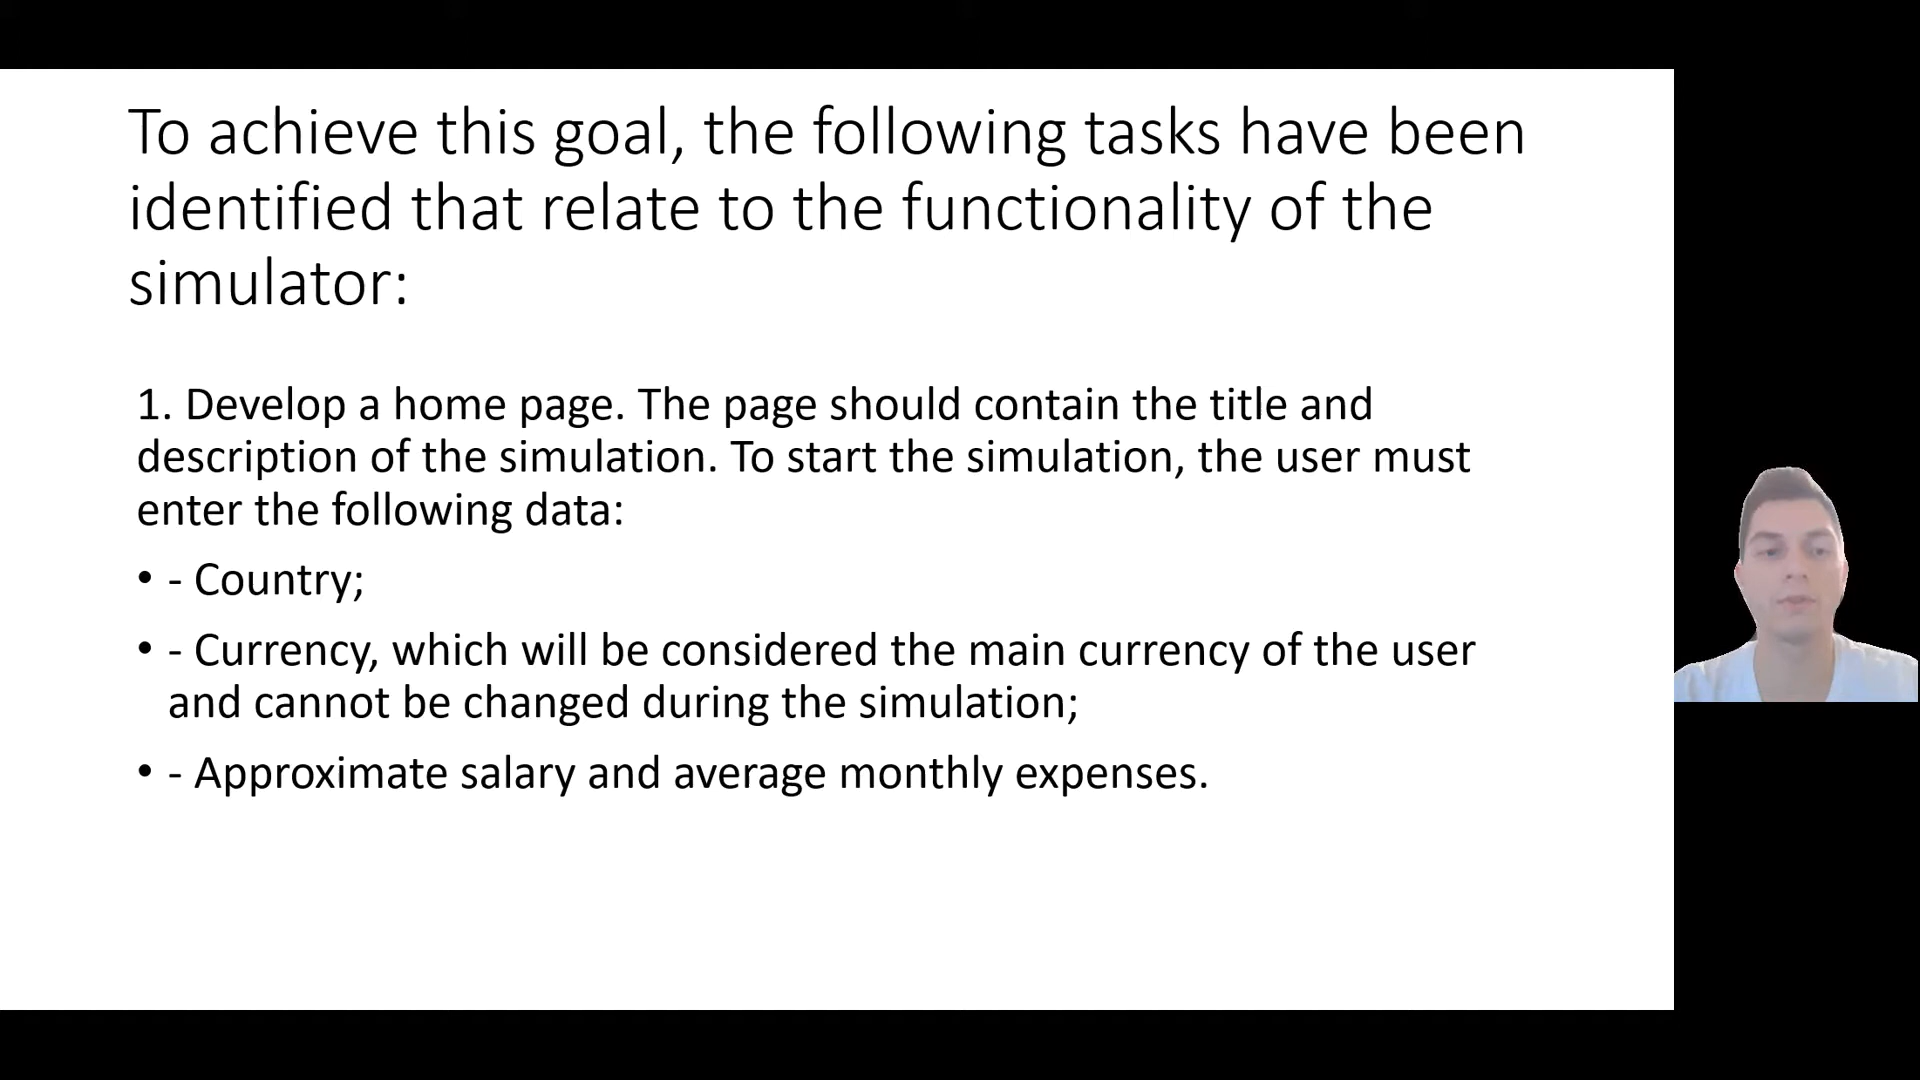 To achieve this goal, the following tasks have been
identified that relate to the functionality of the
simulator:
1. Develop a home page. The page should contain the title and
description of the simulation. To start the simulation, the user must
enter the following data:
• - Country;
• - Currency, which will be considered the main currency of the user
and cannot be changed during the simulation;
• - Approximate salary and average monthly expenses.